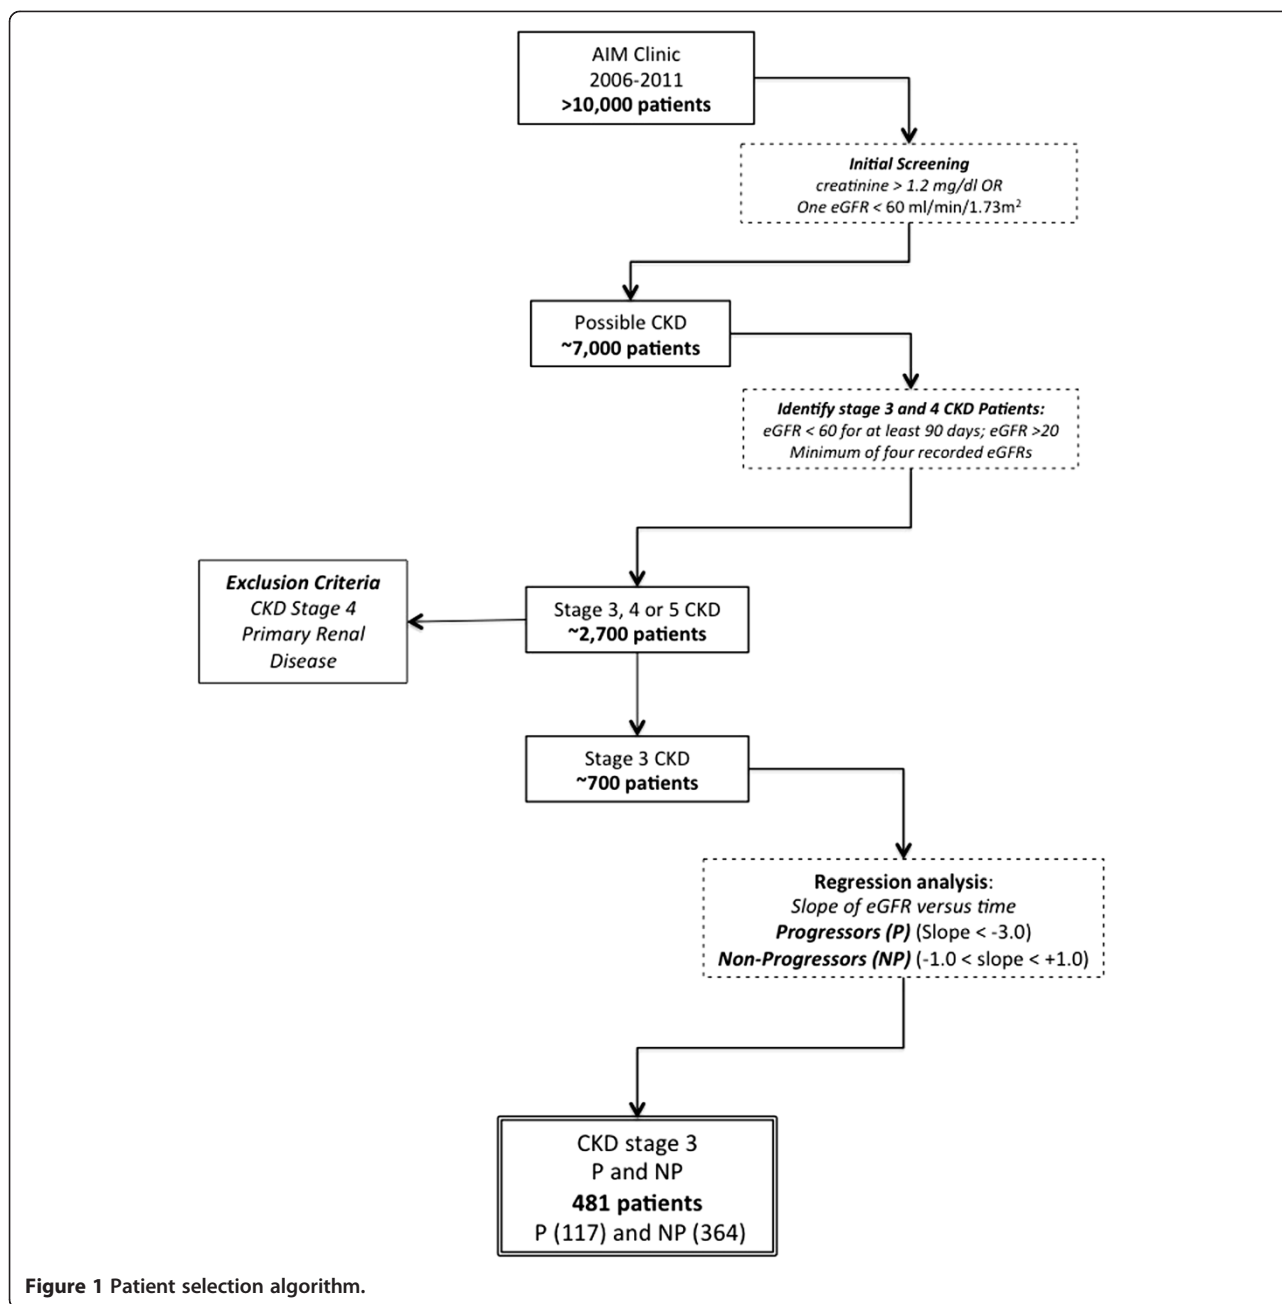 AIM Clinic
2006-2011
>10,000 patients
Initial Screening
creatinine > 1.2 mg/dl OR
One eGFR < 60 ml/min/1.73m²
Possible CKD
~7,000 patients
Identify stage 3 and 4 CKD Patients:
eGFR < 60 for at least 90 days; eGFR >20
Minimum of four recorded eGFRs
Exclusion Criteria
CKD Stage 4
Primary Renal
Disease
Stage 3, 4 or 5 CKD
~2,700 patients
Stage 3 CKD
~700 patients
Regression analysis:
Slope of eGFR versus time
Progressors (P) (Slope < -3.0)
Non-Progressors (NP) (-1.0 < slope < +1.0)
CKD stage 3
P and NP
481 patients
P (117) and NP (364)
Figure 1 Patient selection algorithm.